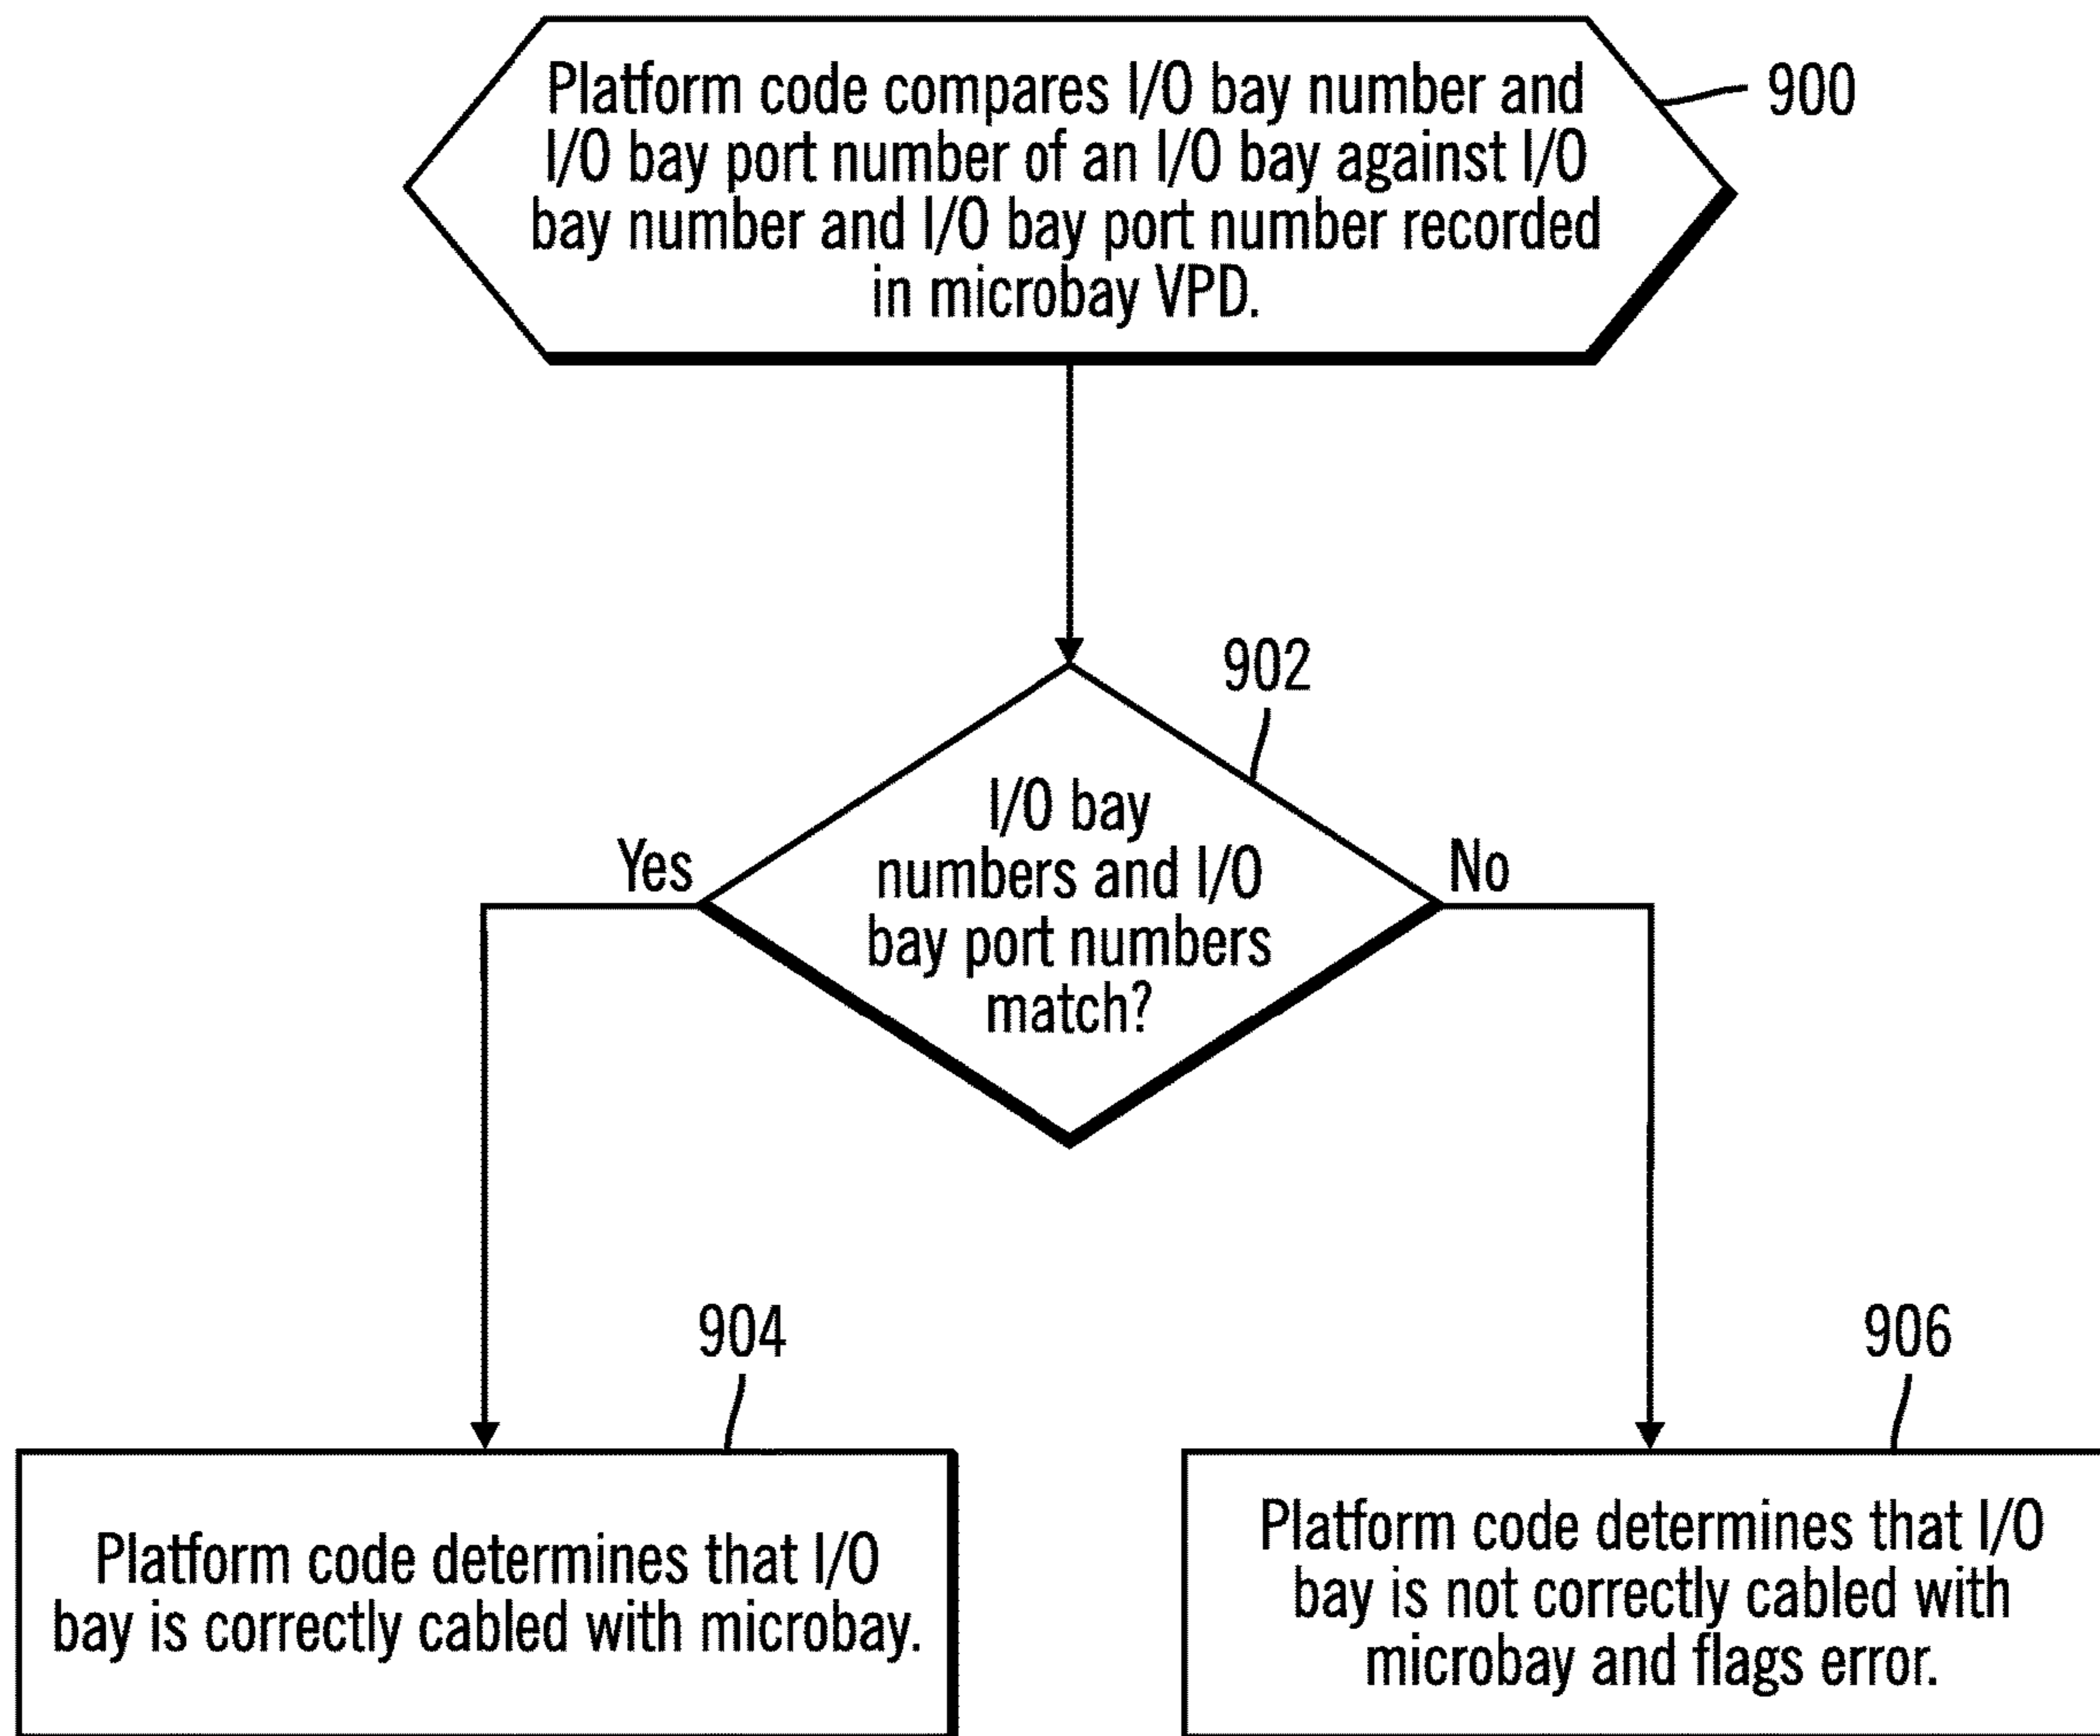 Platform code compares I/O bay number and
I/O bay port number of an I/O bay against I/O
bay number and I/O bay port number recorded
in microbay VPD.
900
902
I/O bay
numbers and I/O
bay port numbers
match?
Yes
No
904
906
Platform code determines that I/O
bay is correctly cabled with microbay.
Platform code determines that I/O
bay is not correctly cabled with
microbay and flags error.